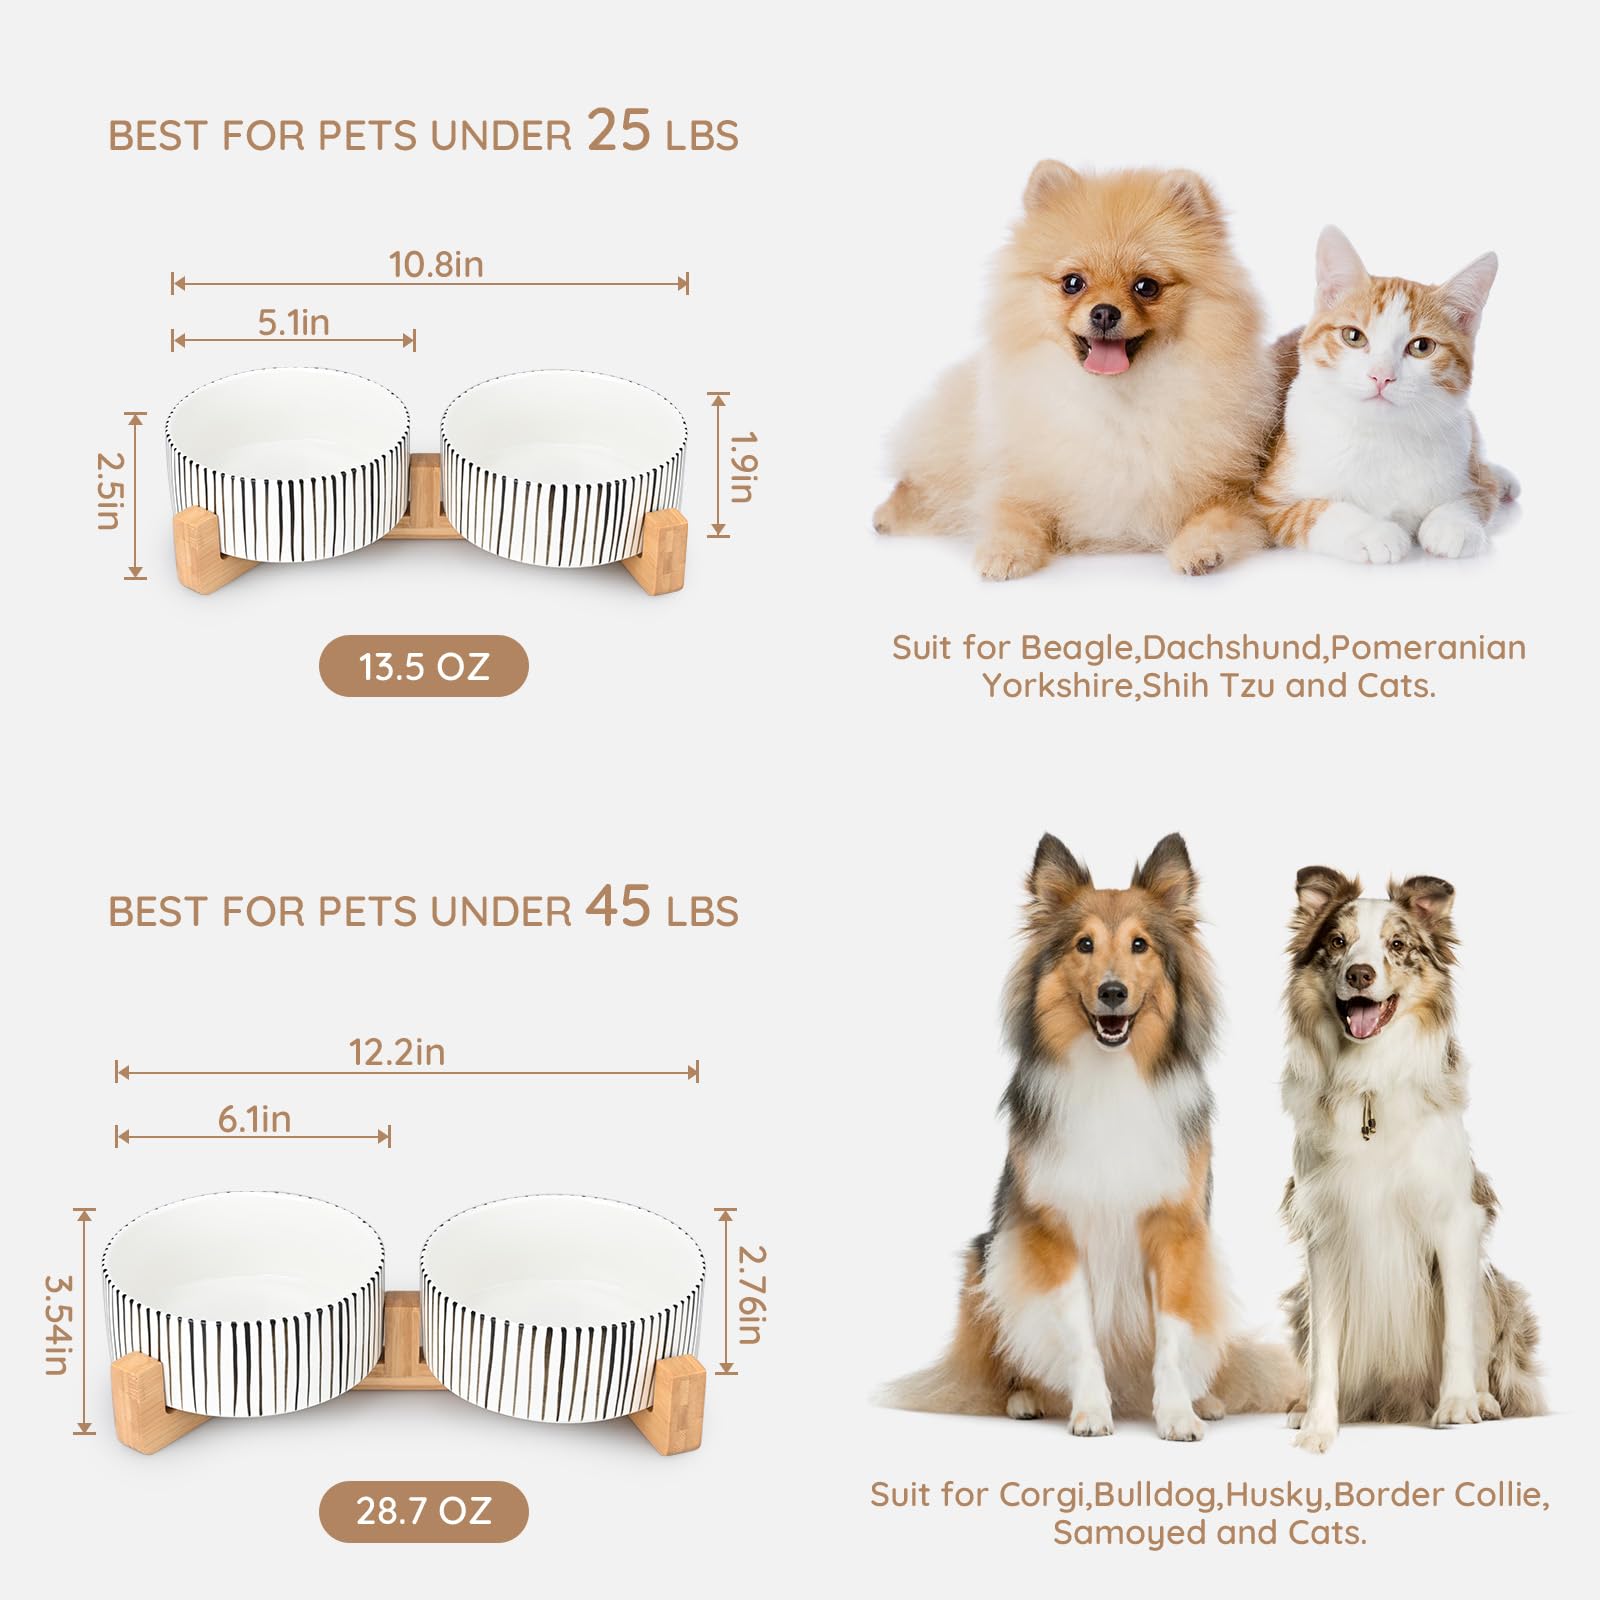 BEST FOR PETS UNDER 25 LBS
10.8in
5.1in
2.5in
1.9in
13.5 OZ
Suit for Beagle,Dachshund,Pomeranian
Yorkshire,Shih Tzu and Cats.
BEST FOR PETS UNDER 45 LBS
12.2in
6.1in
3.54in
2.76in
28.7 OZ
Suit for Corgi,Bulldog,Husky,Border Collie,
Samoyed and Cats.